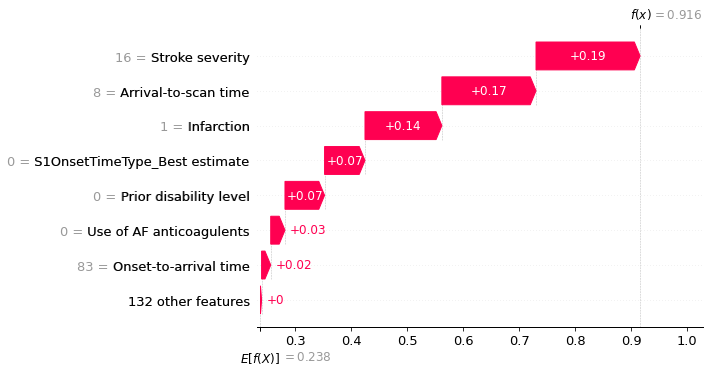 f(x) = 0.916
16 = Stroke severity
+0.19
8 = Arrival-to-scan time
+0.17
1 = Infarction
+0.14
0 = S1OnsetTimeType_Best estimate
+0.07
0 = Prior disability level
+0.07
0 = Use of AF anticoagulents
+0.03
83 = Onset-to-arrival time
+0.02
132 other features
+0
0.3 0.4 0.5 0.6 0.7 0.8 0.9 1.0
E[f(X)] = 0.238